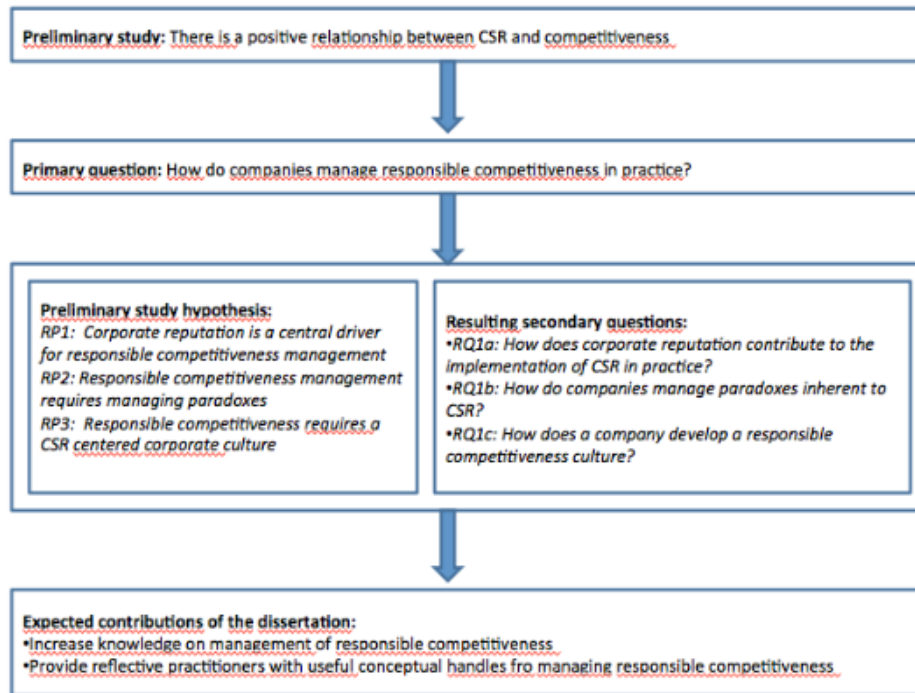 Preliminary study: There is a positive relationship between CSR and competitiveness
Primary question: How do companies manage responsible competitiveness in practice?
Preliminary study hypothesis:
RP1: Corporate reputation is a central driver
for responsible competitiveness management
RP2: Responsible competitiveness management
requires managing paradoxes
RP3: Responsible competitiveness requires a
CSR centered corporate culture
Resulting secondary questions:
•RQ1a: How does corporate reputation contribute to the
implementation of CSR in practice?
•RQ1b: How do companies manage paradoxes inherent to
CSR?
•RQ1c: How does a company develop a responsible
competitiveness culture?
Expected contributions of the dissertation:
•Increase knowledge on management of responsible competitiveness
•Provide reflective practitioners with useful conceptual handles fro managing responsible competitiveness